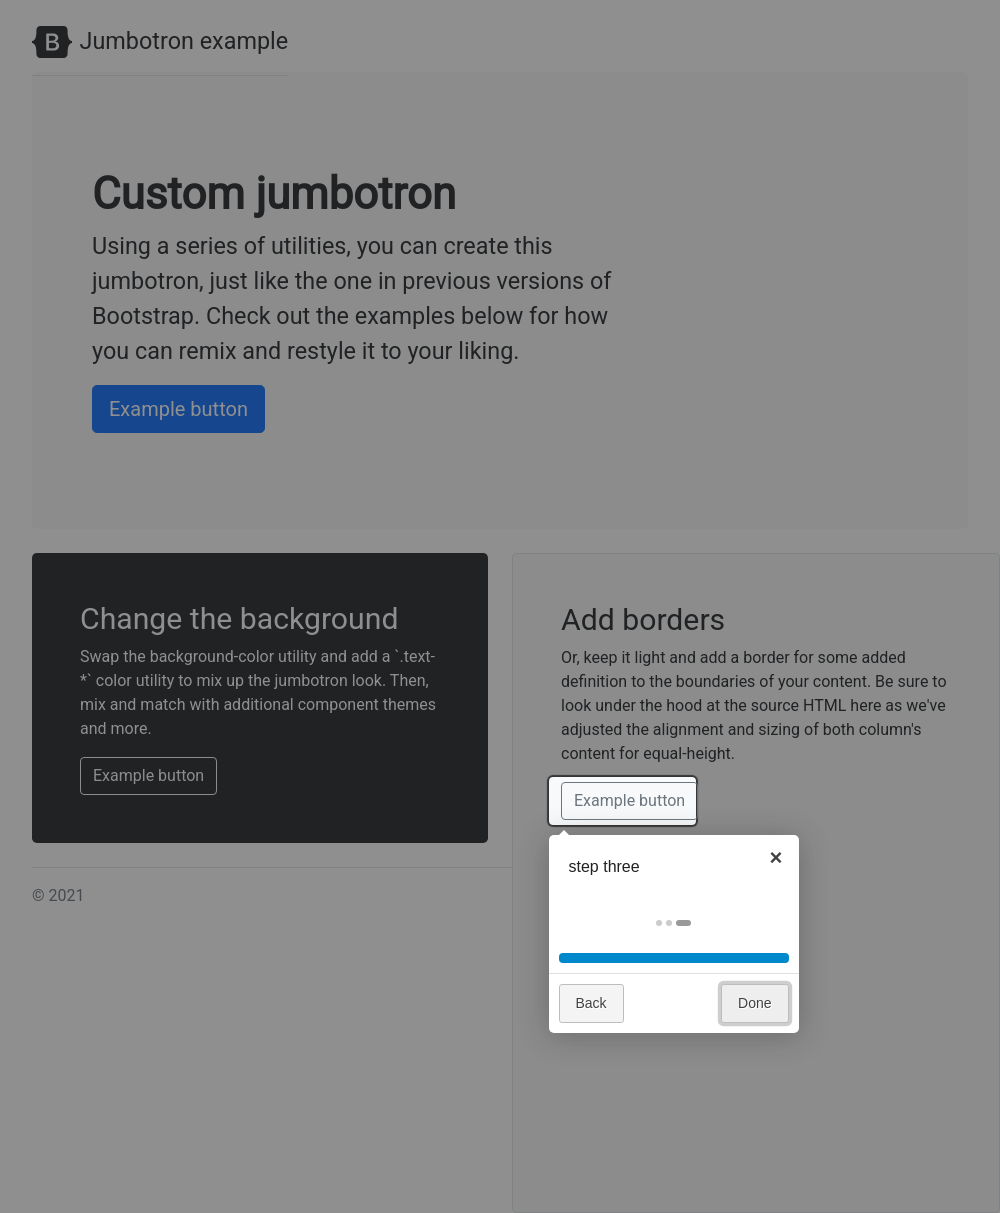 B Jumbotron example
Custom jumbotron
Using a series of utilities, you can create this
jumbotron, just like the one in previous versions of
Bootstrap. Check out the examples below for how
you can remix and restyle it to your liking.
Example button
Change the background
Swap the background-color utility and add a `.text-
*` color utility to mix up the jumbotron look. Then,
mix and match with additional component themes
and more.
Example button
Add borders
Or, keep it light and add a border for some added
definition to the boundaries of your content. Be sure to
look under the hood at the source HTML here as we've
adjusted the alignment and sizing of both column's
content for equal-height.
Example button
step three
×
Back
Done
© 2021